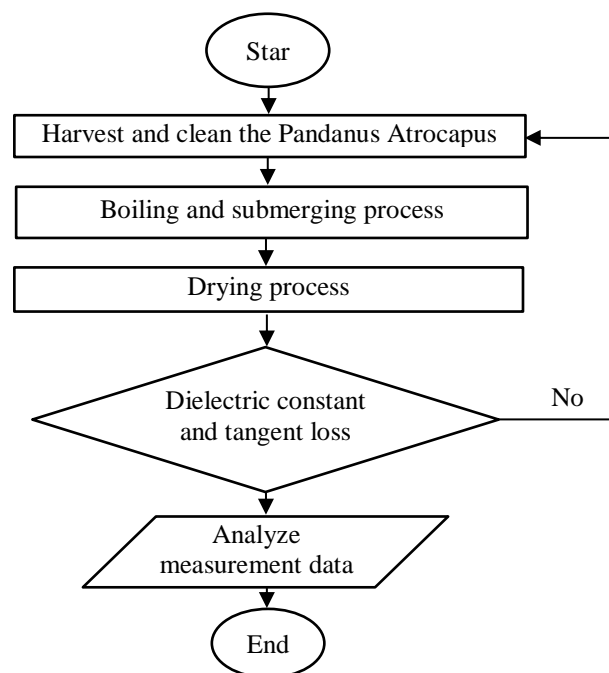 Star
Harvest and clean the Pandanus Atrocapus
Boiling and submerging process
Drying process
Dielectric constant
and tangent loss
No
Analyze
measurement data
End